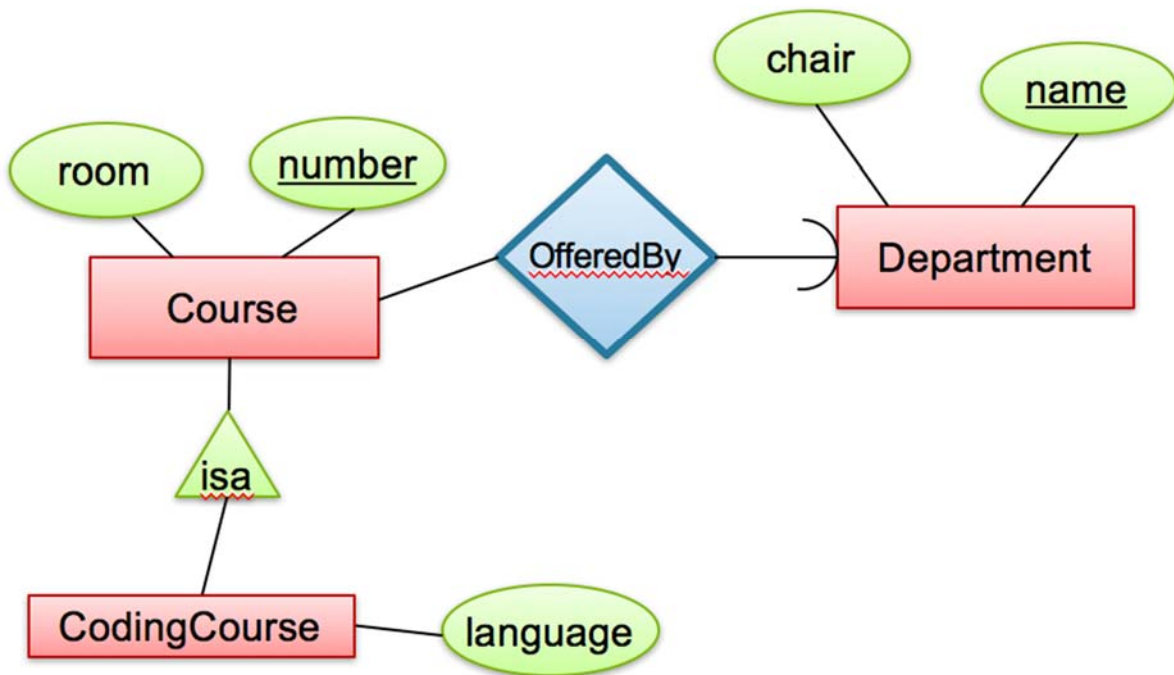 chair
name
room
number
OfferedBy
Department
Course
isa
CodingCourse
language